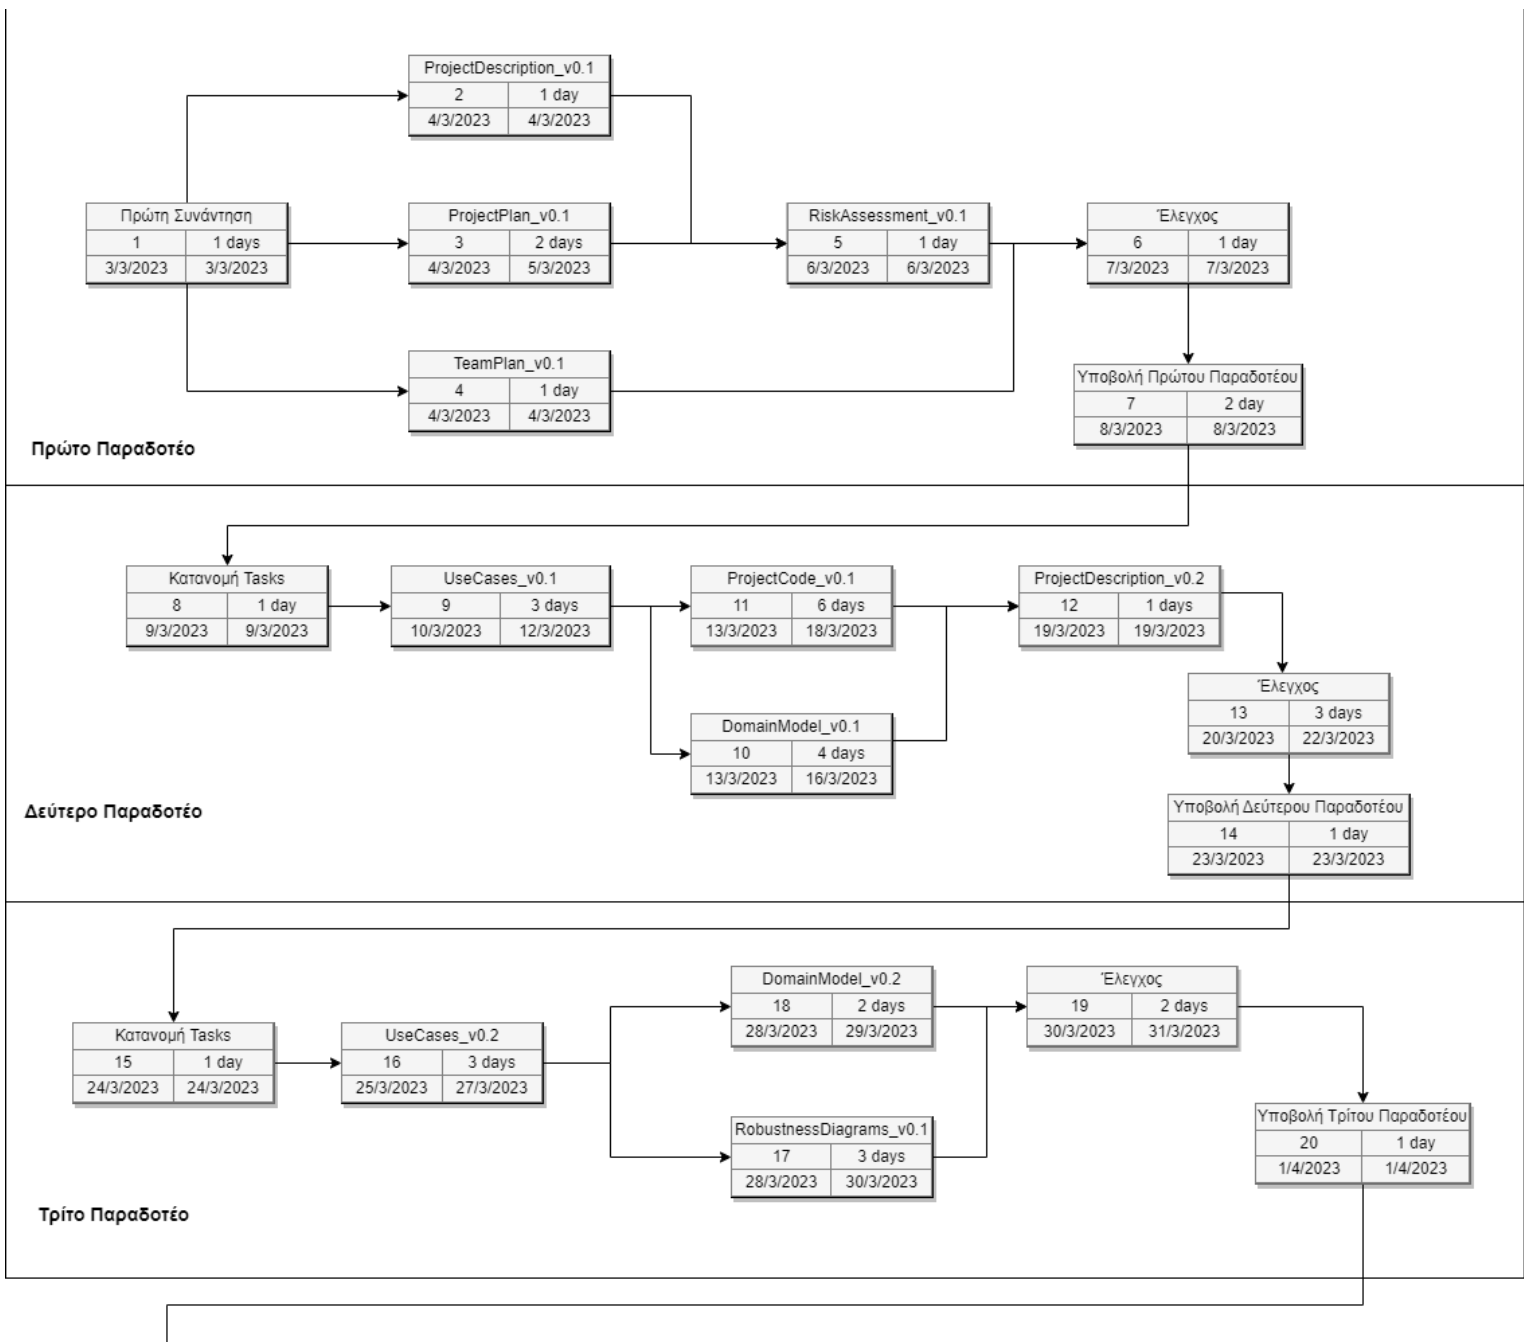 ProjectDescription_v0.1
2 1 day
4/3/2023 4/3/2023
Πρώτη Συνάντηση
1 1 days
3/3/2023 3/3/2023
ProjectPlan_v0.1
3 2 days
4/3/2023 5/3/2023
RiskAssessment_v0.1
5 1 day
6/3/2023 6/3/2023
Έλεγχος
6 1 day
7/3/2023 7/3/2023
TeamPlan_v0.1
4 1 day
4/3/2023 4/3/2023
Υποβολή Πρώτου Παραδοτέου
7 2 day
8/3/2023 8/3/2023
Πρώτο Παραδοτέο
Κατανομή Tasks
8 1 day
9/3/2023 9/3/2023
UseCases_v0.1
9 3 days
10/3/2023 12/3/2023
ProjectCode_v0.1
11 6 days
13/3/2023 18/3/2023
ProjectDescription_v0.2
12 1 days
19/3/2023 19/3/2023
Έλεγχος
13 3 days
20/3/2023 22/3/2023
DomainModel_v0.1
10 4 days
13/3/2023 16/3/2023
Υποβολή Δεύτερου Παραδοτέου
14 1 day
23/3/2023 23/3/2023
Δεύτερο Παραδοτέο
Κατανομή Tasks
15 1 day
24/3/2023 24/3/2023
UseCases_v0.2
16 3 days
25/3/2023 27/3/2023
DomainModel_v0.2
18 2 days
28/3/2023 29/3/2023
Έλεγχος
19 2 days
30/3/2023 31/3/2023
RobustnessDiagrams_v0.1
17 3 days
28/3/2023 30/3/2023
Υποβολή Τρίτου Παραδοτέου
20 1 day
1/4/2023 1/4/2023
Τρίτο Παραδοτέο